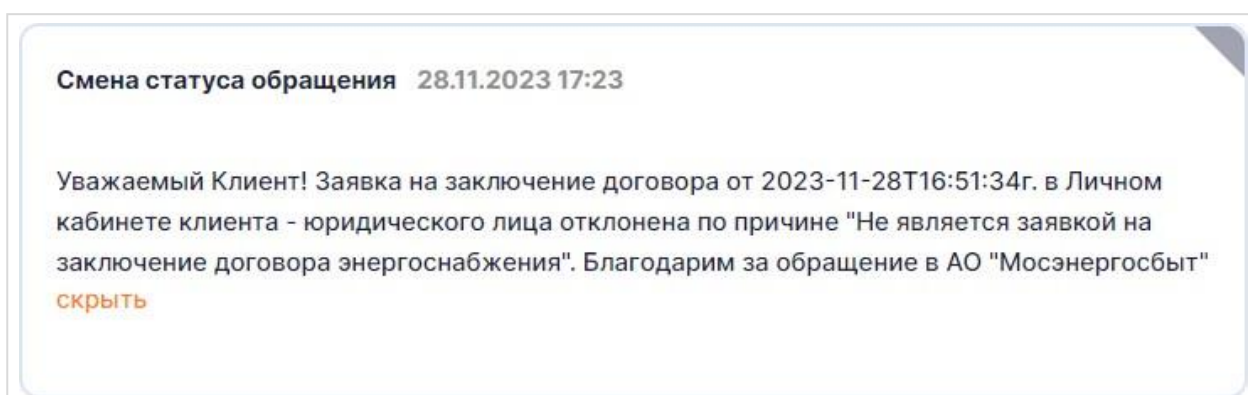 Смена статуса обращения 28.11.2023 17:23
Уважаемый Клиент! Заявка на заключение договора от 2023-11-28T16:51:34г. в Личном
кабинете клиента - юридического лица отклонена по причине "Не является заявкой на
заключение договора энергоснабжения". Благодарим за обращение в АО "Мосэнергосбыт"
скрыть